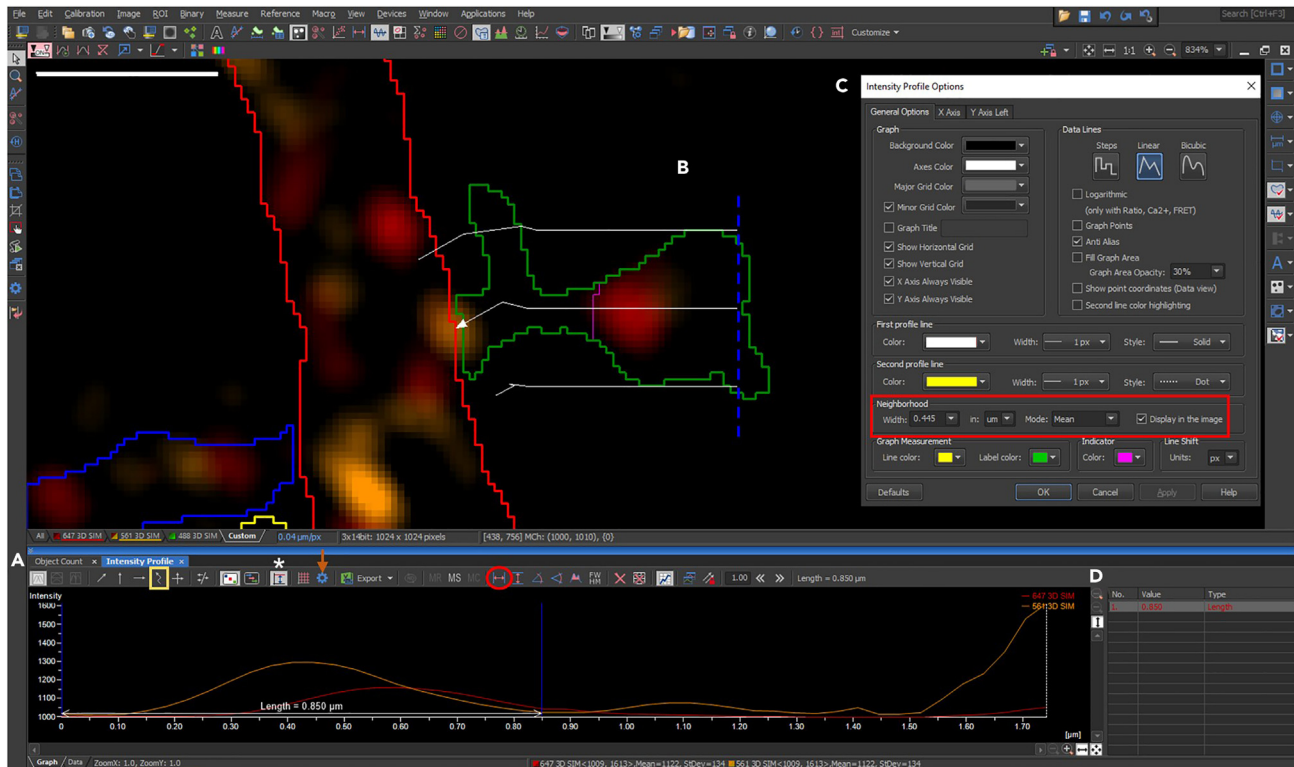 File Edit Calibration Image ROI Binary Measure Reference Macro View Devices Window Applications Help
Search [Ctrl+F3]
Customize
1:1 834%
B
C
Intensity Profile Options
General Options X Axis Y Axis Left
Graph
Background Color
Axes Color
Major Grid Color
Minor Grid Color
Graph Title
Show Horizontal Grid
Show Vertical Grid
X Axis Always Visible
Y Axis Always Visible
Data Lines
Steps Linear Bicubic
Logarithmic
(only with Ratio, Ca2+, FRET)
Graph Points
Anti Alias
Fill Graph Area
Graph Area Opacity: 30%
Show point coordinates (Data view)
Second line color highlighting
First profile line
Color: Width: 1 px Style: Solid
Second profile line
Color: Width: 1 px Style: Dot
Neighborhood
Width: 0.445 in: um Mode: Mean Display in the image
Graph Measurement Indicator Line Shift
Line color: Label color: Color: Units: px
Defaults OK Cancel Apply Help
All 647 3D SIM 561 3D SIM 488 3D SIM Custom 0.04 µm/px 3x14bit: 1024 x 1024 pixels [438, 756] MCh: (1000, 1010), {0}
A
Object Count × Intensity Profile ×
*
Export MR MS MC FW HM 1.00 Length = 0.850 µm
D
Intensity
647 3D SIM
561 3D SIM
1600
1500
1400
1300
1200
1100
1000
Length = 0.850 µm
0 0.10 0.20 0.30 0.40 0.50 0.60 0.70 0.80 0.90 1.00 1.10 1.20 1.30 1.40 1.50 1.60 1.70
[µm]
No. Value Type
1. 0.850 Length
Graph Data ZoomX: 1.0, ZoomY: 1.0
647 3D SIM<1009, 1613>,Mean=1122, StDev=134 561 3D SIM<1009, 1613>,Mean=1122, StDev=134